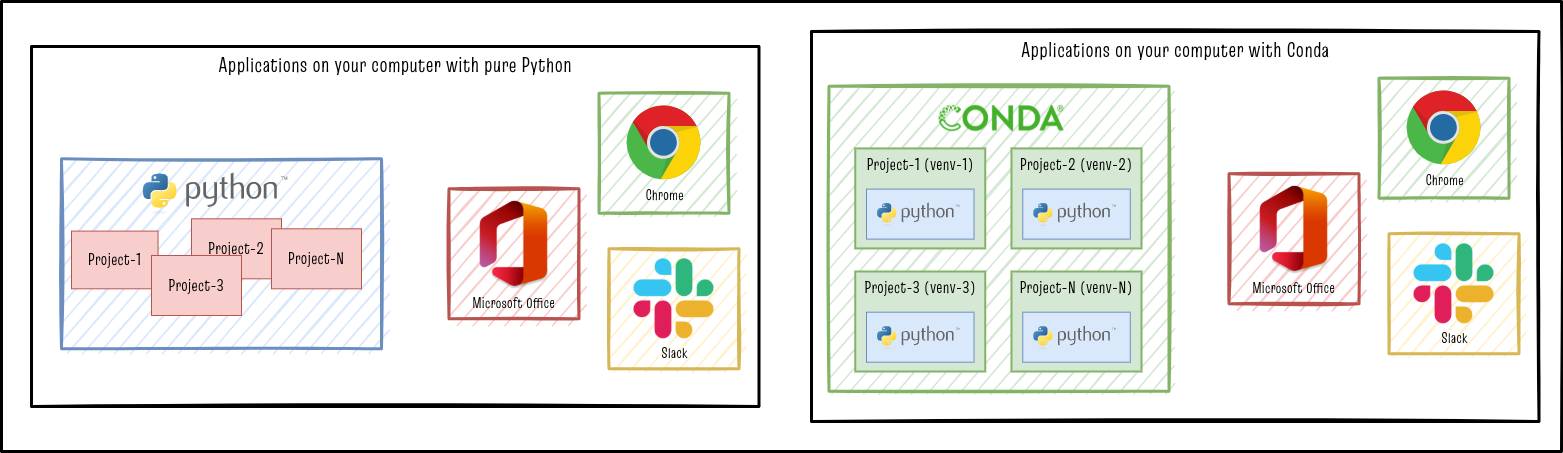 Applications on your computer with pure Python
python™
Project-1
Project-2
Project-3
Project-N
Microsoft Office
Chrome
Slack
Applications on your computer with Conda
CONDA®
Project-1 (venv-1)
python™
Project-2 (venv-2)
python™
Project-3 (venv-3)
python™
Project-N (venv-N)
python™
Microsoft Office
Chrome
Slack